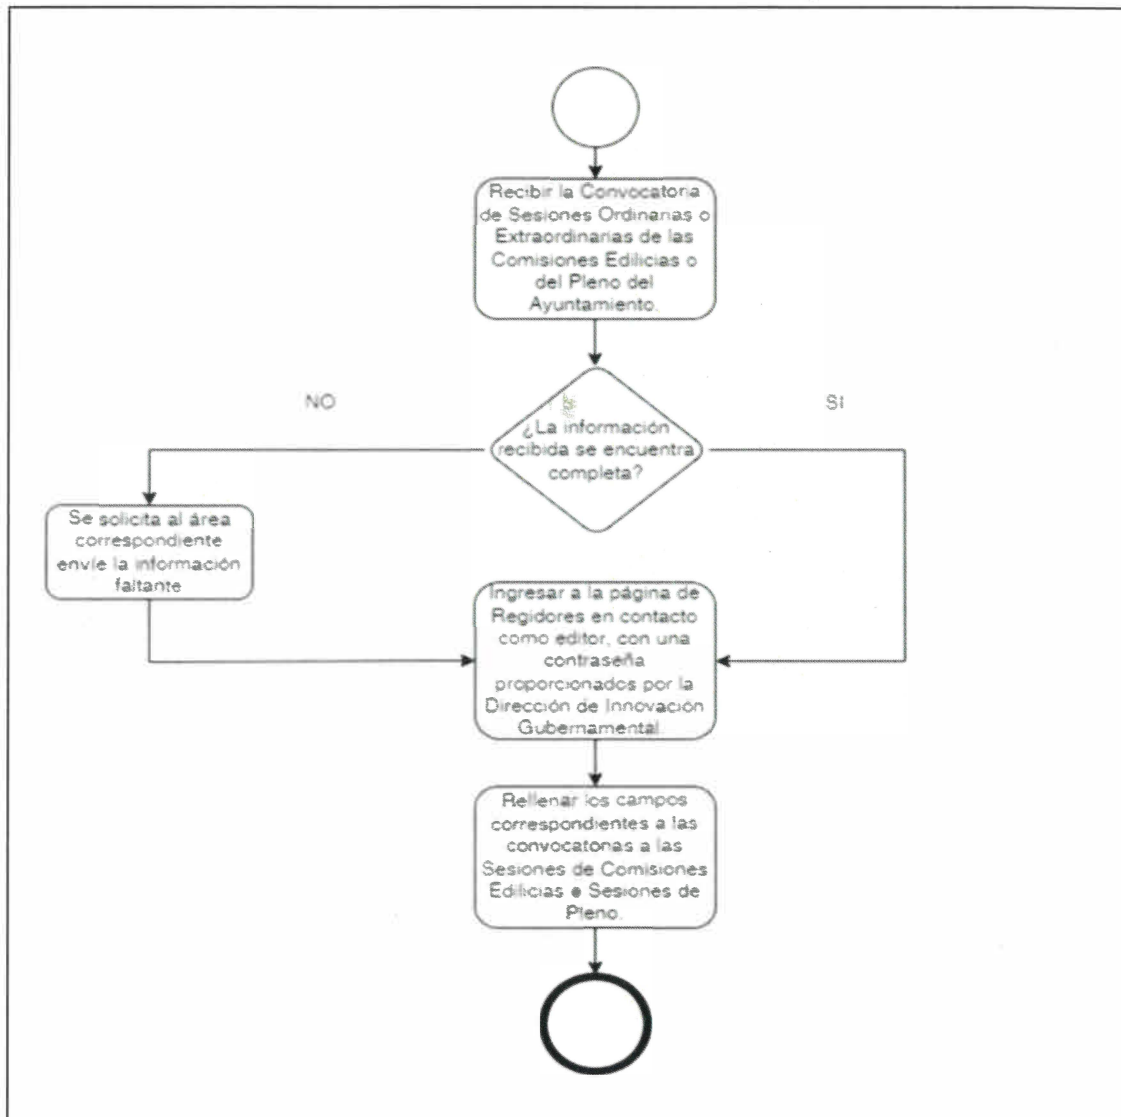 Recibir la Convocatoria
de Sesiones Ordinarias o
Extraordinarias de las
Comisiones Edilicias o
del Pleno del
Ayuntamiento.
NO
SI
¿La información
recibida se encuentra
completa?
Se solicita al área
correspondiente
envíe la información
faltante
Ingresar a la página de
Regidores en contacto
como editor, con una
contraseña
proporcionados por la
Dirección de Innovación
Gubernamental.
Rellenar los campos
correspondientes a las
convocatorias a las
Sesiones de Comisiones
Edilicias e Sesiones de
Pleno.